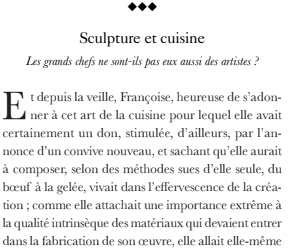 Sculpture et cuisine
Les grands chefs ne sont-ils pas eux aussi des artistes ?
Et depuis la veille, Françoise, heureuse de s’adon-
ner à cet art de la cuisine pour lequel elle avait
certainement un don, stimulée, d’ailleurs, par l’an-
nonce d’un convive nouveau, et sachant qu’elle aurait
à composer, selon des méthodes sues d’elle seule, du
bœuf à la gelée, vivait dans l’effervescence de la créa-
tion ; comme elle attachait une importance extrême à
la qualité intrinsèque des matériaux qui devaient entrer
dans la fabrication de son œuvre, elle allait elle-même